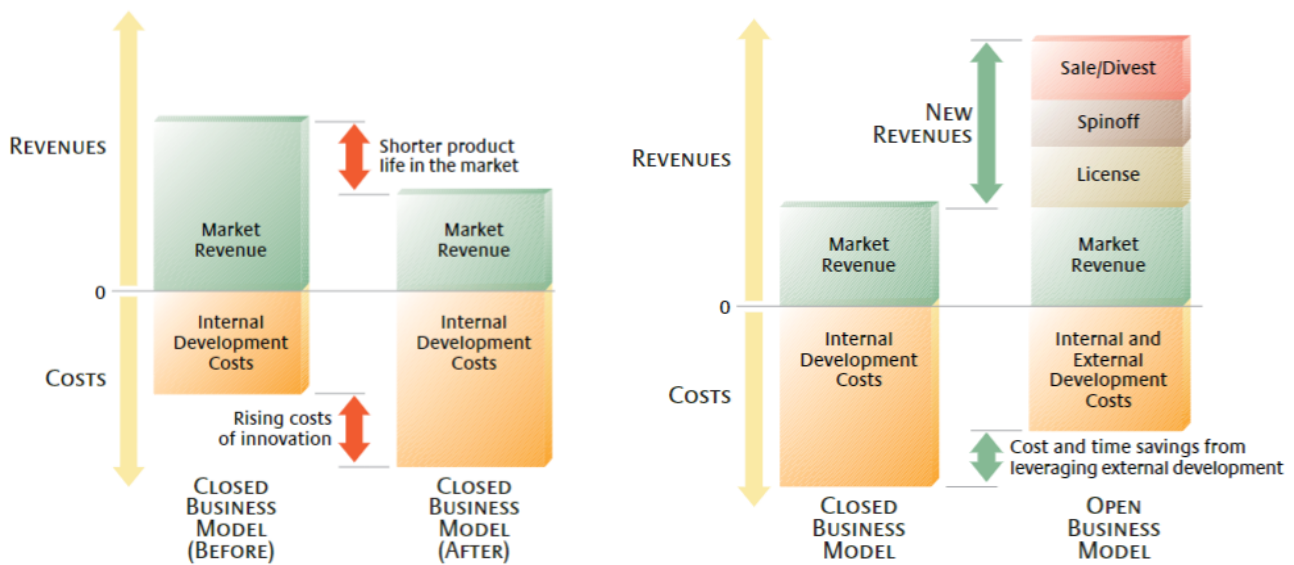 REVENUES
Shorter product
life in the market
Market
Revenue
Market
Revenue
0
Internal
Development
Costs
Internal
Development
Costs
COSTS
Rising costs
of innovation
CLOSED
BUSINESS
MODEL
(BEFORE)
CLOSED
BUSINESS
MODEL
(AFTER)
Sale/Divest
NEW
REVENUES
Spinoff
REVENUES
License
Market
Revenue
Market
Revenue
0
Internal
Development
Costs
Internal and
External
Development
Costs
COSTS
Cost and time savings from
leveraging external development
CLOSED
BUSINESS
MODEL
OPEN
BUSINESS
MODEL